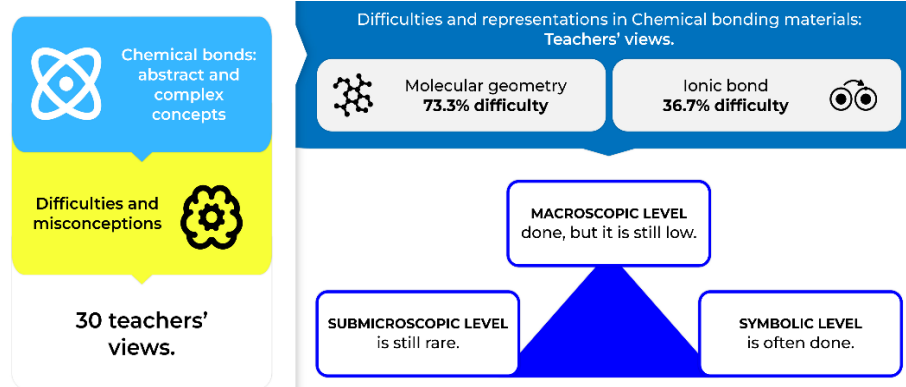 Chemical bonds:
abstract and
complex
concepts
Difficulties and
misconceptions
30 teachers'
views.
Difficulties and representations in Chemical bonding materials:
Teachers' views.
Molecular geometry
73.3% difficulty
Ionic bond
36.7% difficulty
MACROSCOPIC LEVEL
done, but it is still low.
SUBMICROSCOPIC LEVEL
is still rare.
SYMBOLIC LEVEL
is often done.